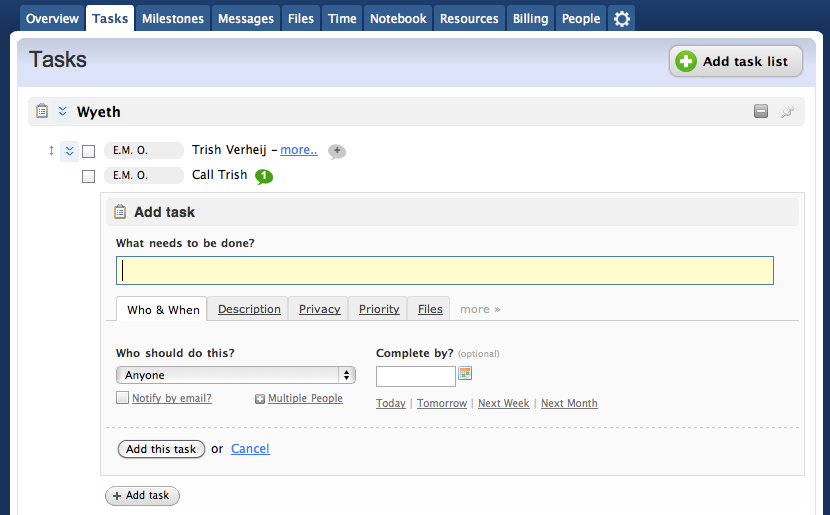 Overview Tasks Milestones Messages Files Time Notebook Resources Billing People
Tasks
Add task list
Wyeth
E.M. O. Trish Verheij – more.. +
E.M. O. Call Trish 1
Add task
What needs to be done?
Who & When Description Privacy Priority Files more »
Who should do this? Complete by? (optional)
Anyone
Notify by email? Multiple People
Today | Tomorrow | Next Week | Next Month
Add this task or Cancel
+ Add task